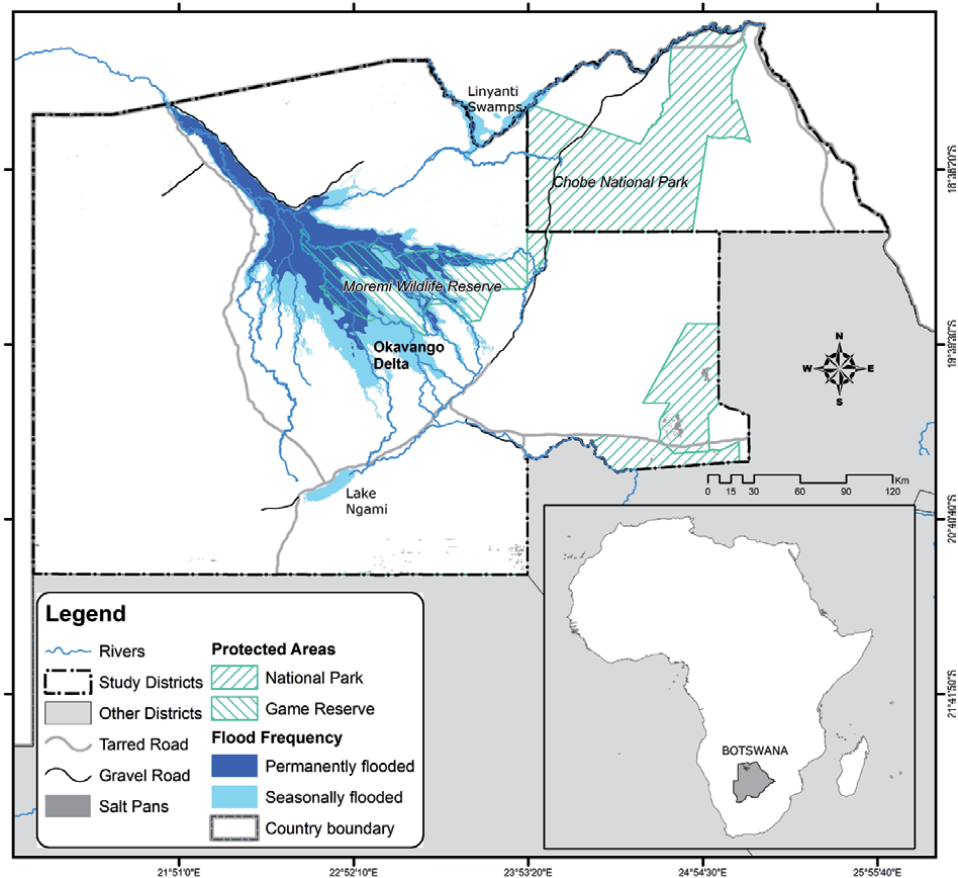 Linyanti
Swamps
Chobe National Park
Moremi Wildlife Reserve
Okavango
Delta
Lake
Ngami
N
W
E
S
0 15 30 60 90 120
Km
18°38'20"S
19°39'30"S
20°40'40"S
21°41'50"S
BOTSWANA
Legend
Rivers
Study Districts
Other Districts
Tarred Road
Gravel Road
Salt Pans
Protected Areas
National Park
Game Reserve
Flood Frequency
Permanently flooded
Seasonally flooded
Country boundary
21°51'0"E
22°52'10"E
23°53'20"E
24°54'30"E
25°55'40"E